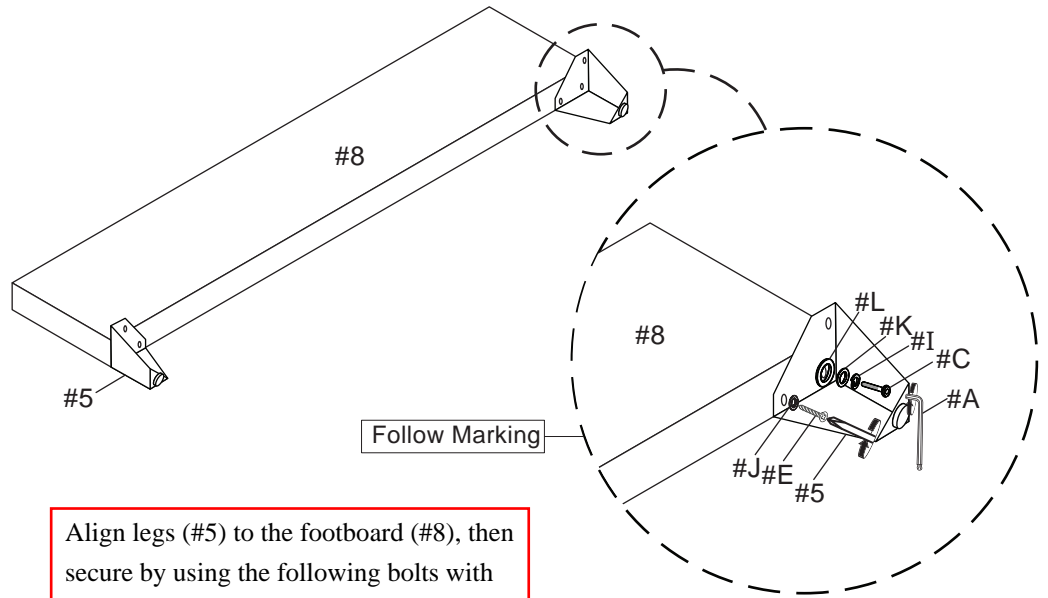 #8
#5
#8
#L
#K
#I
#C
#A
Follow Marking
#J
#E
#5
Align legs (#5) to the footboard (#8), then
secure by using the following bolts with